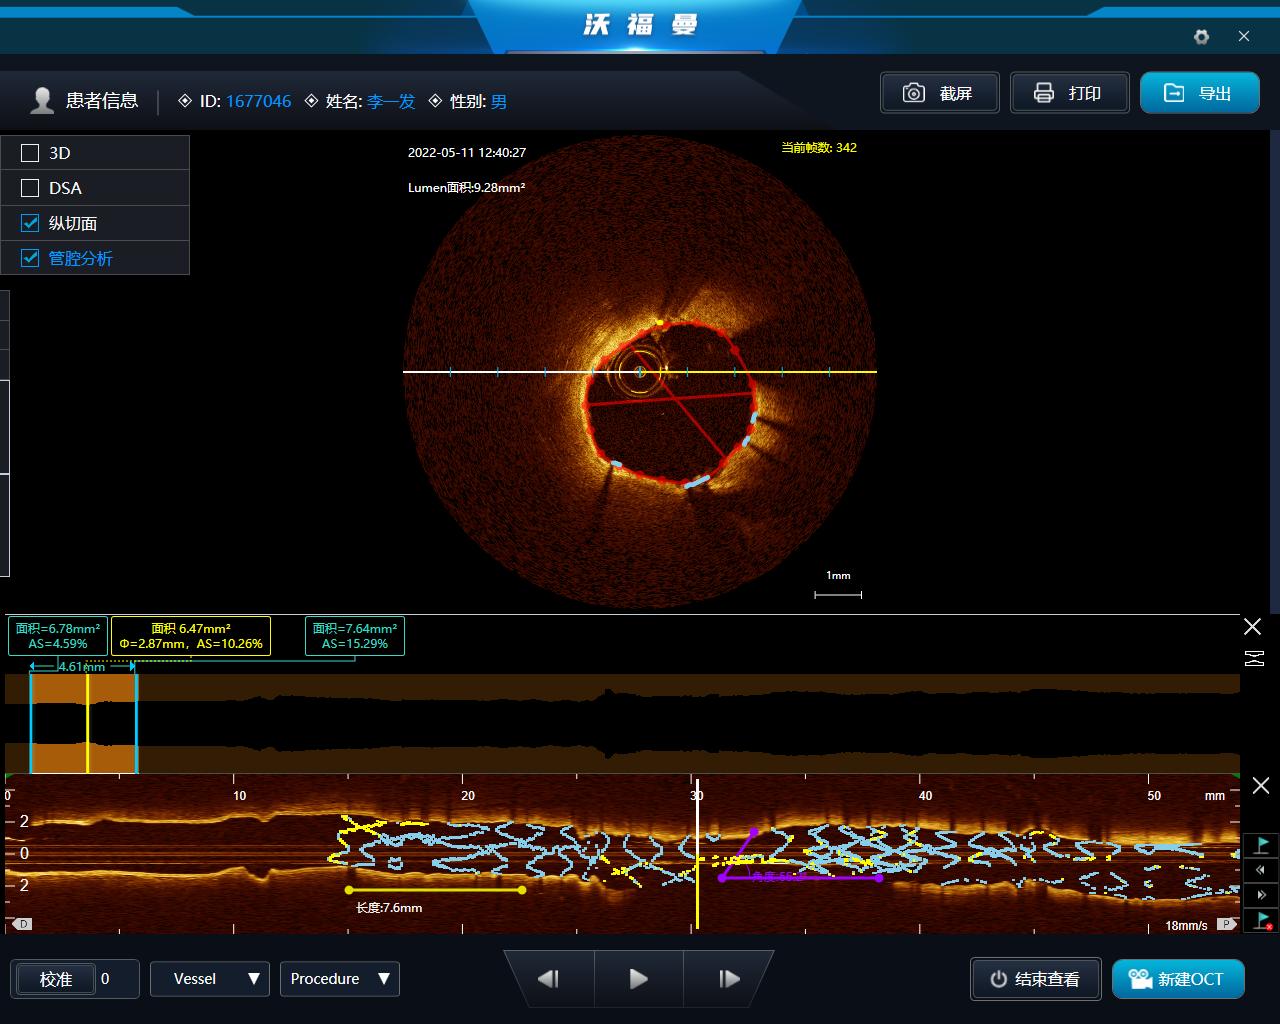 沃福曼
患者信息
ID: 1677046
姓名: 李一发
性别: 男
截屏
打印
导出
3D
DSA
纵切面
管腔分析
2022-05-11 12:40:27
当前帧数: 342
Lumen面积:9.28mm²
1mm
面积=6.78mm²
AS=4.59%
面积 6.47mm²
Φ=2.87mm, AS=10.26%
面积=7.64mm²
AS=15.29%
4.61mm
0 10 20 30 40 50 mm
2
0
2
长度:7.6mm
D
18mm/s
P
校准 0
Vessel
Procedure
结束查看
新建OCT